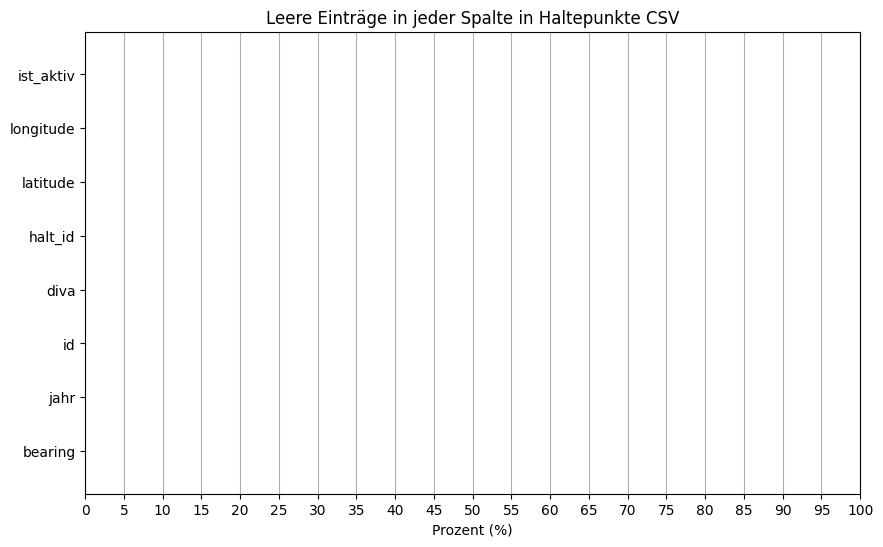 Leere Einträge in jeder Spalte in Haltepunkte CSV
ist_aktiv
longitude
latitude
halt_id
diva
id
jahr
bearing
0 5 10 15 20 25 30 35 40 45 50 55 60 65 70 75 80 85 90 95 100
Prozent (%)